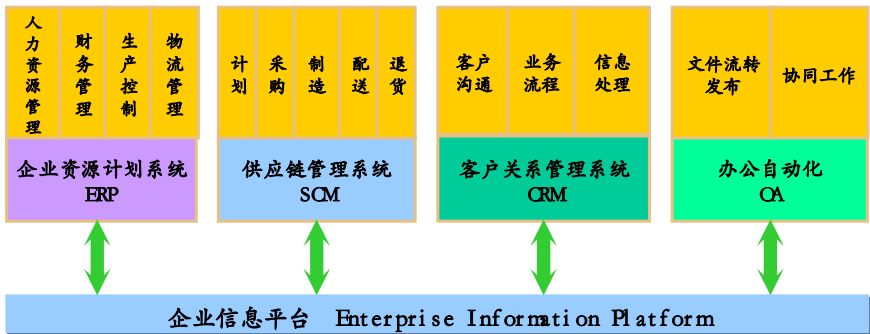 人力资源管理
财务管理
生产控制
物流管理
企业资源计划系统
ERP
计划
采购
制造
配送
退货
供应链管理系统
SCM
客户
沟通
业务
流程
信息
处理
客户关系管理系统
CRM
文件流转
发布
协同工作
办公自动化
OA
企业信息平台 Enterprise Information Platform